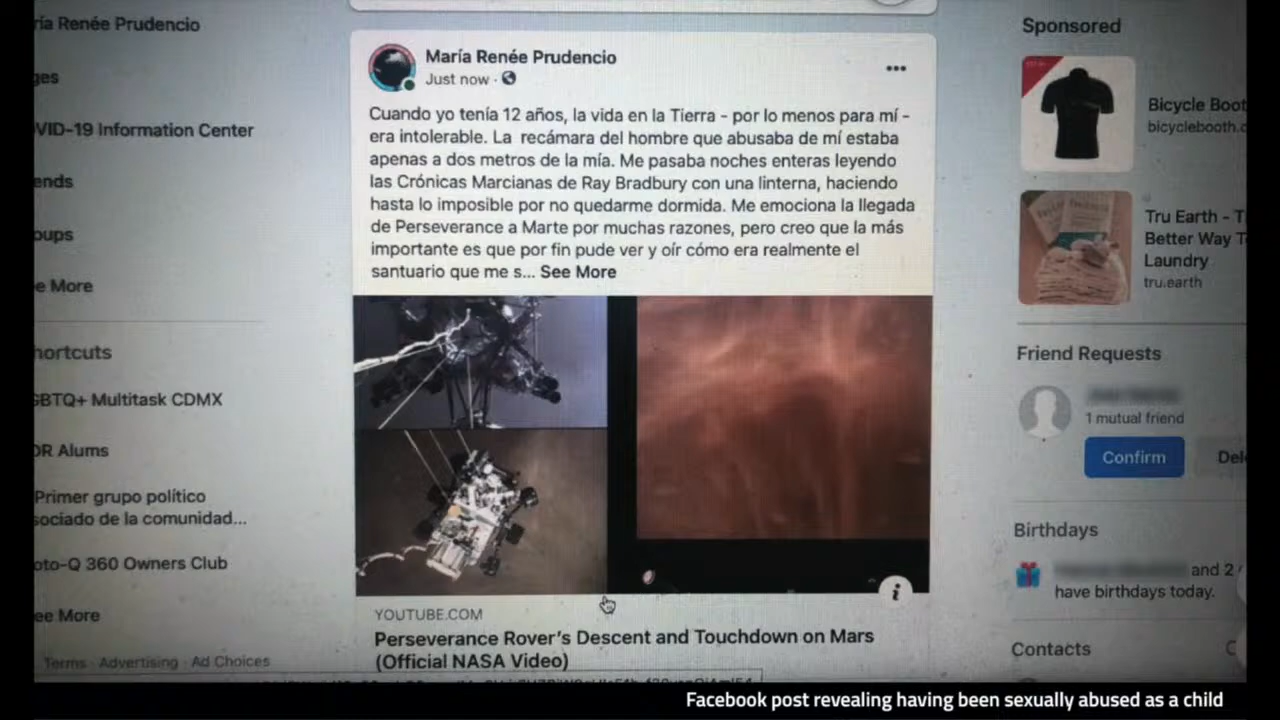 ría Renée Prudencio
ges
VID-19 Information Center
ends
oups
e More
hortcuts
GBTQ+ Multitask CDMX
OR Alums
Primer grupo político
sociado de la comunidad...
oto-Q 360 Owners Club
ee More
Terms · Advertising · Ad Choices
María Renée Prudencio
Just now ·
Cuando yo tenía 12 años, la vida en la Tierra - por lo menos para mí -
era intolerable. La recámara del hombre que abusaba de mí estaba
apenas a dos metros de la mía. Me pasaba noches enteras leyendo
las Crónicas Marcianas de Ray Bradbury con una linterna, haciendo
hasta lo imposible por no quedarme dormida. Me emociona la llegada
de Perseverance a Marte por muchas razones, pero creo que la más
importante es que por fin pude ver y oír cómo era realmente el
santuario que me s... See More
YOUTUBE.COM
Perseverance Rover's Descent and Touchdown on Mars
(Official NASA Video)
Sponsored
Bicycle Boot
bicyclebooth.c
Tru Earth - T
Better Way T
Laundry
tru.earth
Friend Requests
1 mutual friend
Confirm
Del
Birthdays
and 2
have birthdays today.
Contacts
Facebook post revealing having been sexually abused as a child